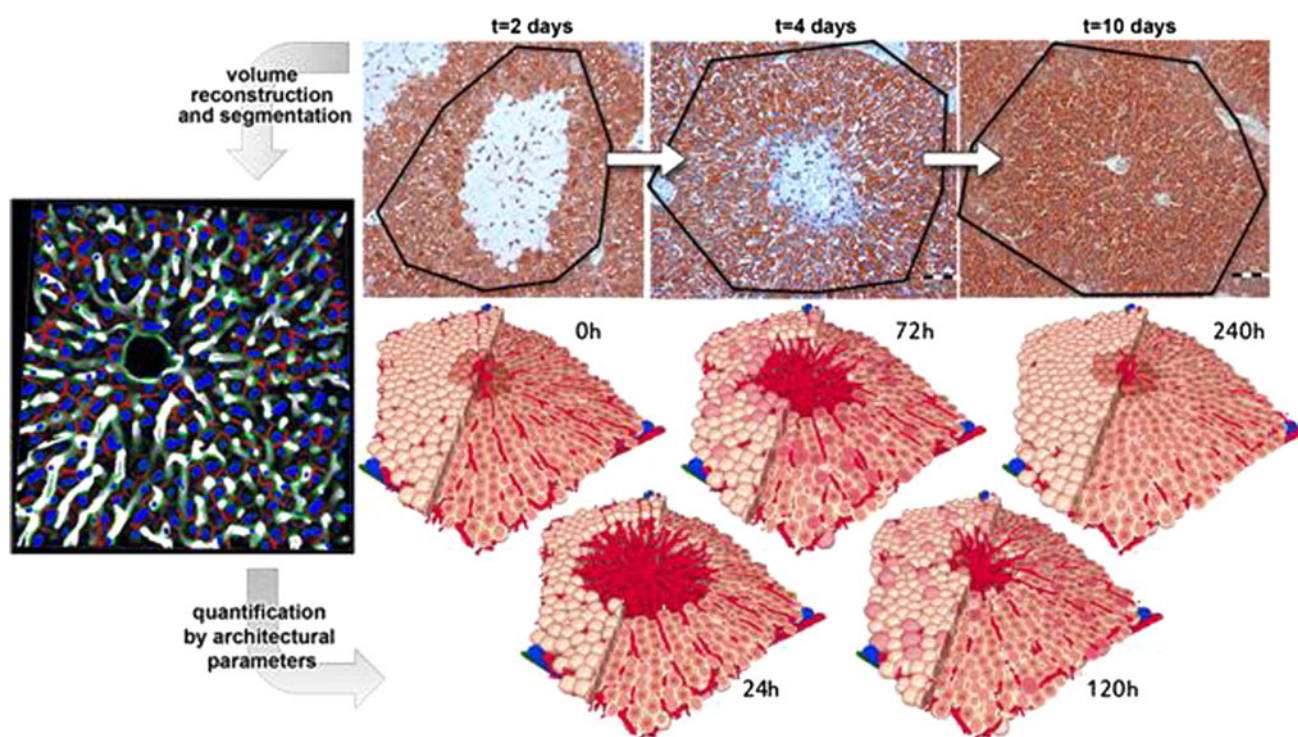 t=2 days
t=4 days
t=10 days
volume
reconstruction
and segmentation
0h
72h
240h
quantification
by architectural
parameters
24h
120h